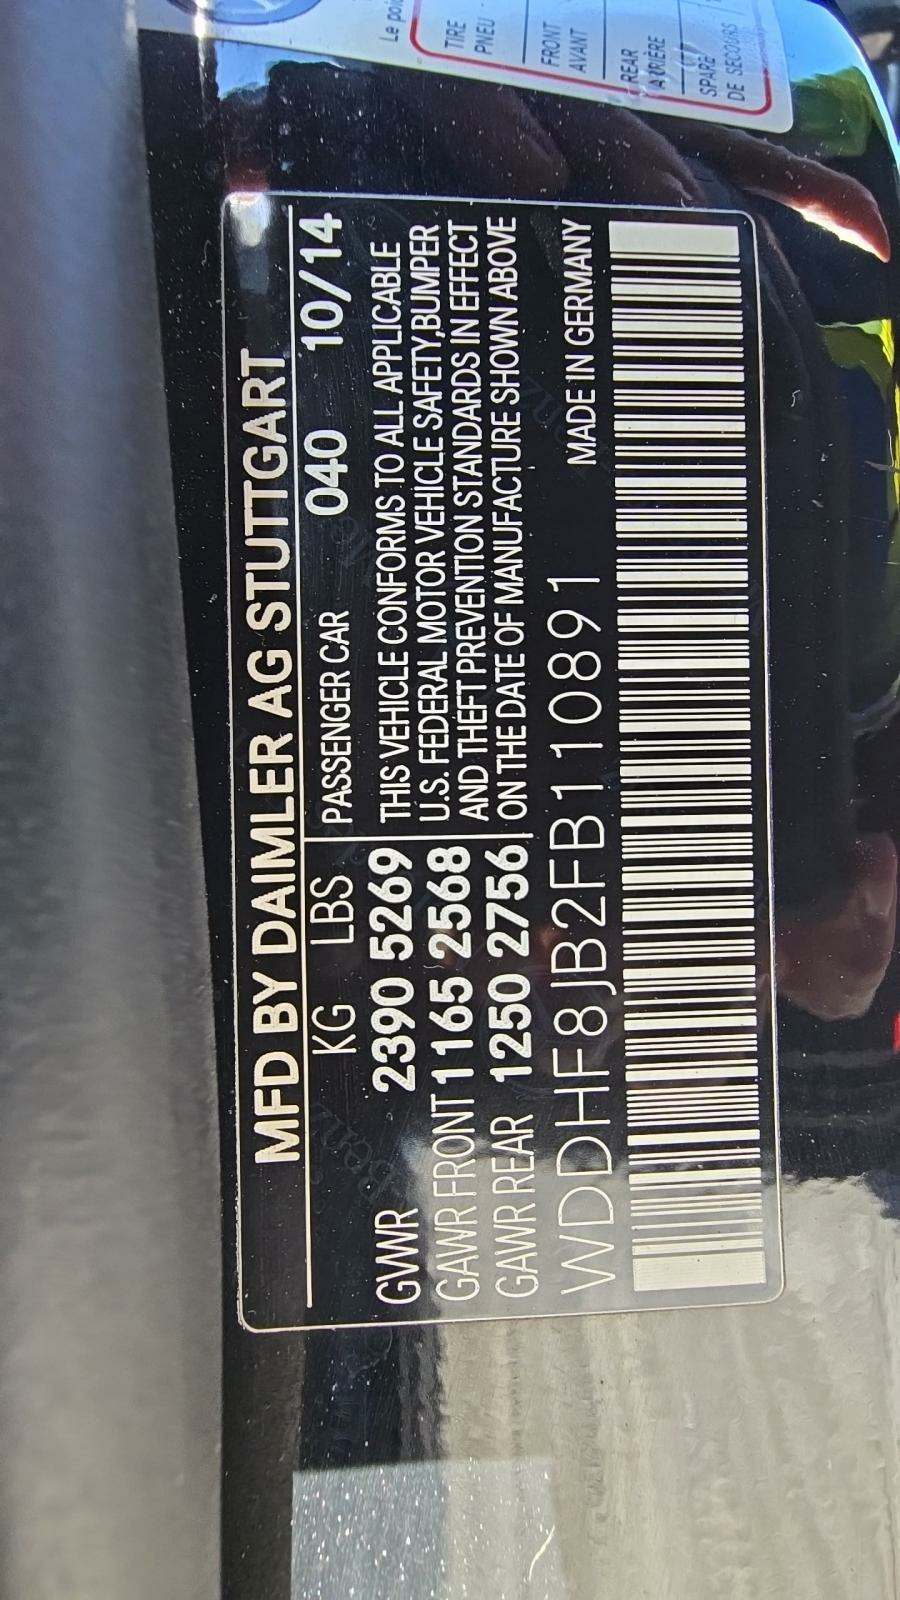 Le
TIRE
PNEU
FRONT
AVANT
REAR
ARRIÈRE
SPARE
DE SECOURS
MFD BY DAIMLER AG STUTTGART
KG LBS PASSENGER CAR 040 10/14
GVWR 2390 5269 THIS VEHICLE CONFORMS TO ALL APPLICABLE
GAWR FRONT 1165 2568 U.S. FEDERAL MOTOR VEHICLE SAFETY,BUMPER
AND THEFT PREVENTION STANDARDS IN EFFECT
GAWR REAR 1250 2756 ON THE DATE OF MANUFACTURE SHOWN ABOVE
WDDHF8JB2FB110891 MADE IN GERMANY